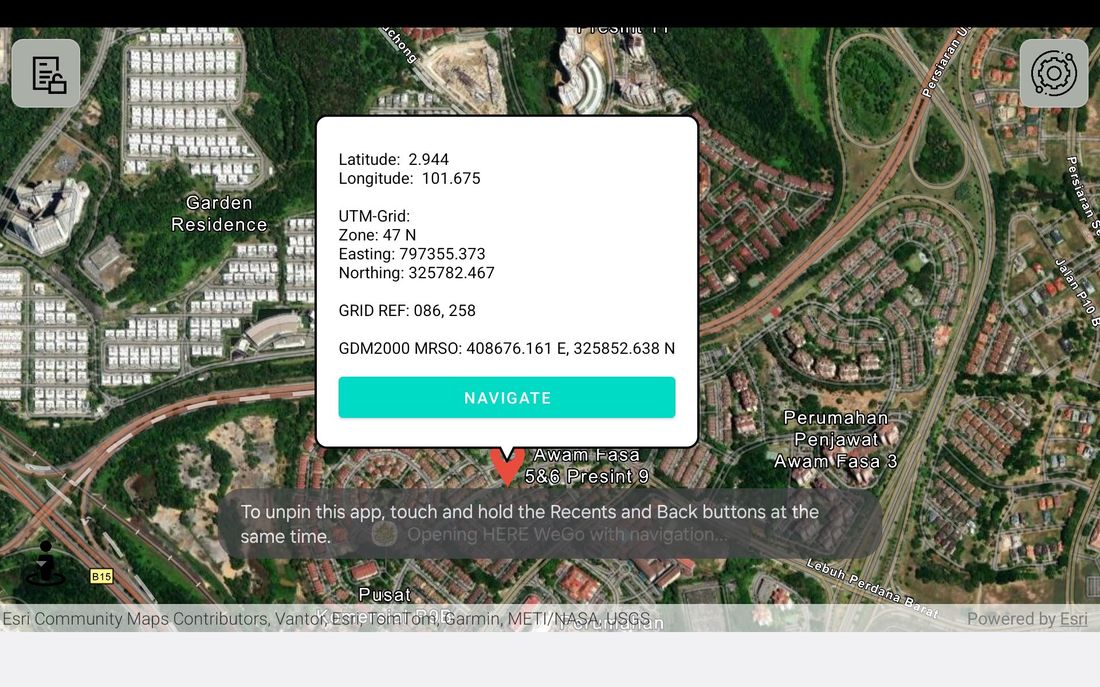 Presint 11
uchong
Persiaran U
Persiaran Se
Jalan P10 B
Garden
Residence
Latitude: 2.944
Longitude: 101.675
UTM-Grid:
Zone: 47 N
Easting: 797355.373
Northing: 325782.467
GRID REF: 086, 258
GDM2000 MRSO: 408676.161 E, 325852.638 N
NAVIGATE
Perumahan
Penjawat
Awam Fasa 3
Awam Fasa
5&6 Presint 9
To unpin this app, touch and hold the Recents and Back buttons at the
same time.
Opening HERE WeGo with navigation...
B15
Lebuh Perdana Barat
Pusat
Perumahan
Esri Community Maps Contributors, Vantor, Esri, TomTom, Garmin, METI/NASA, USGS
Powered by Esri